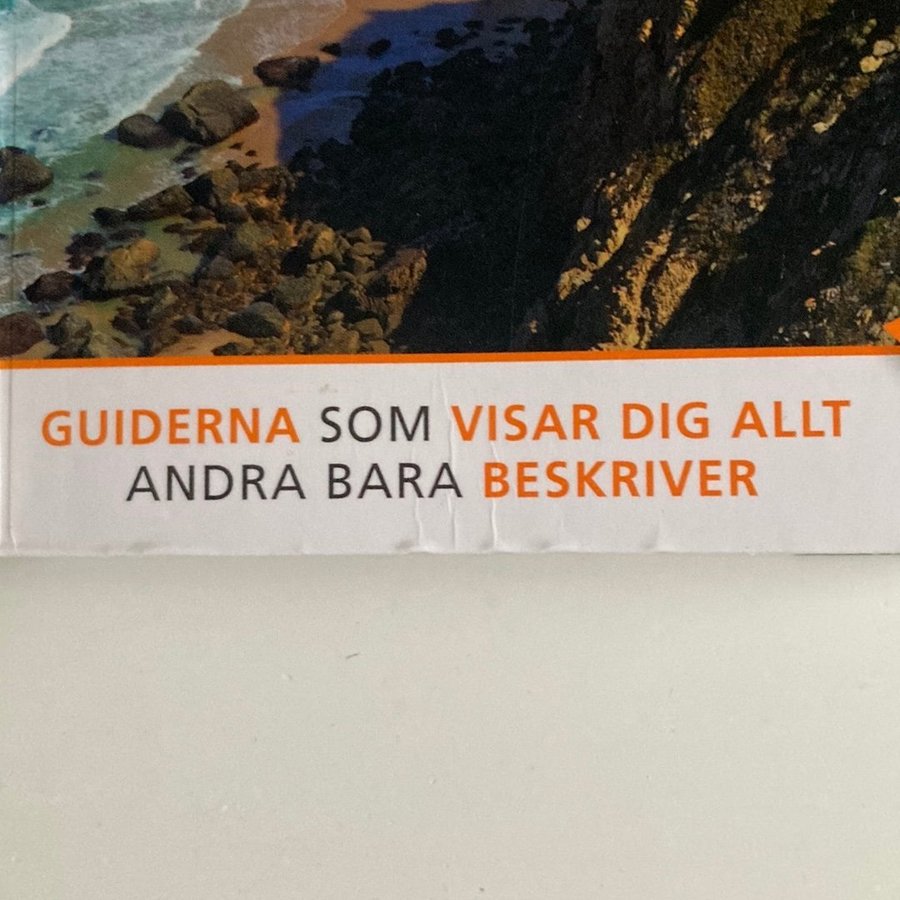 GUIDERNA SOM VISAR DIG ALLT
ANDRA BARA BESKRIVER